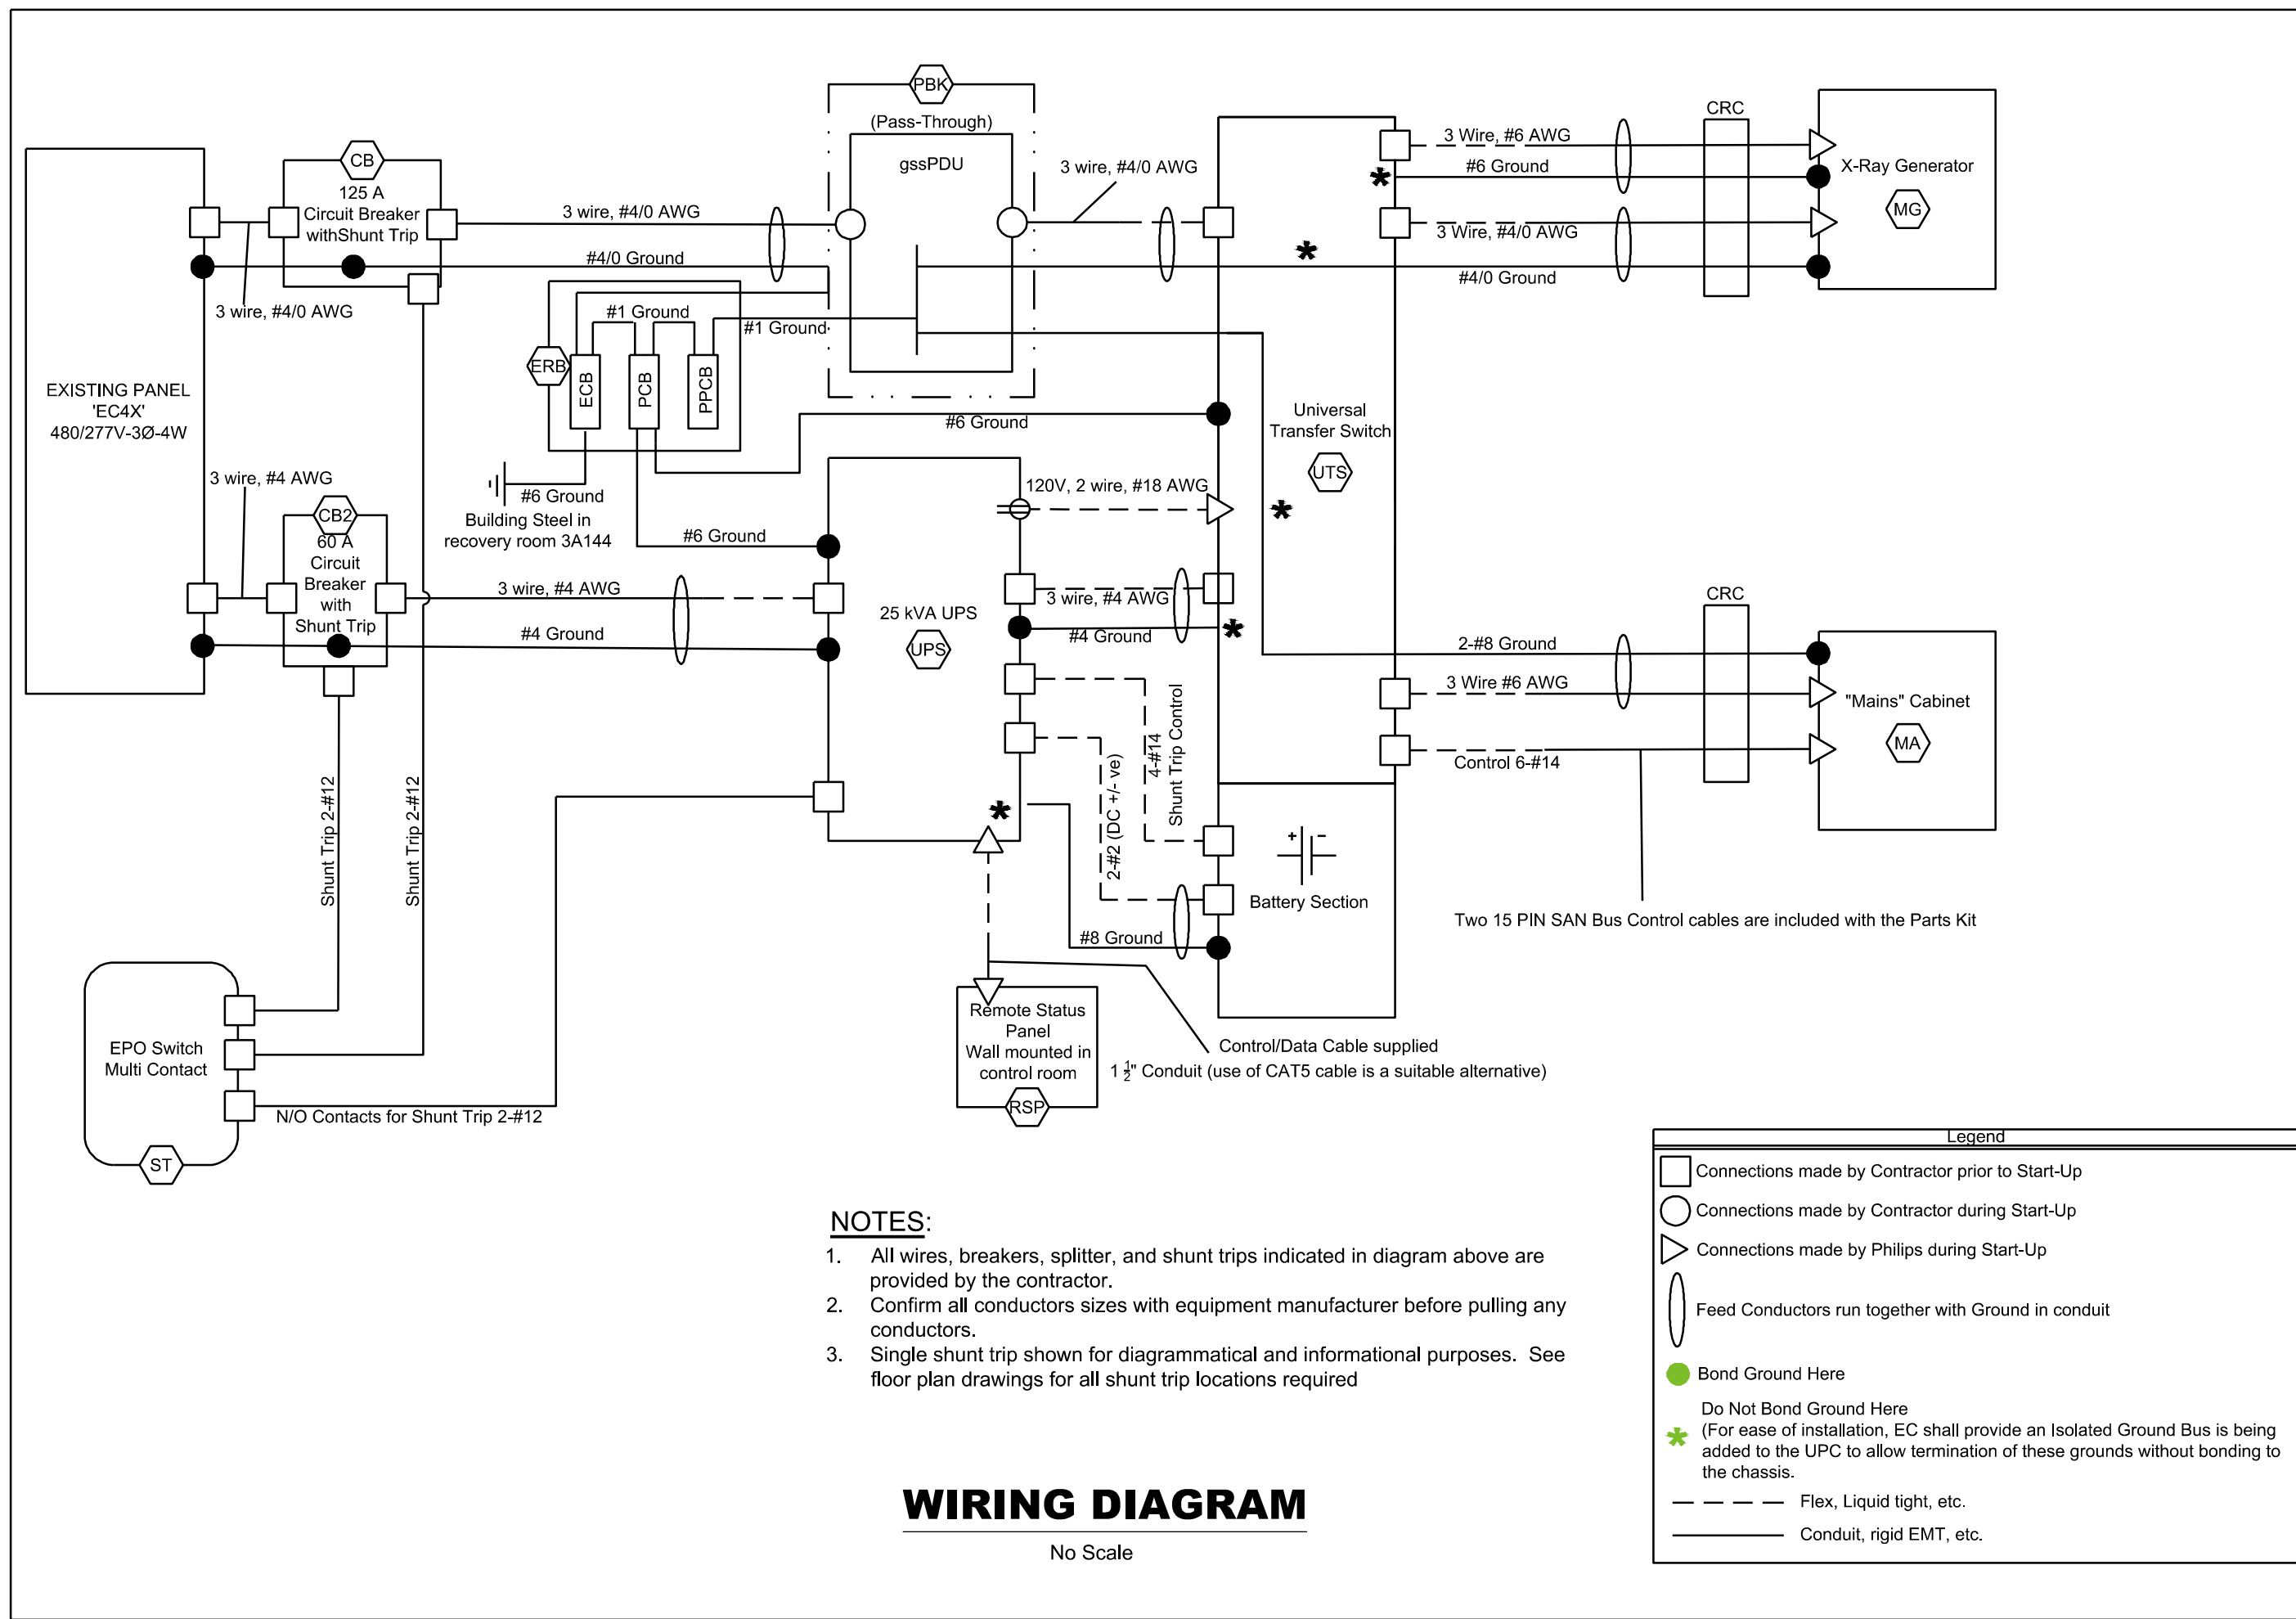 PBK
(Pass-Through)
gssPDU
CB
125 A
Circuit Breaker
withShunt Trip
3 wire, #4/0 AWG
#4/0 Ground
3 wire, #4/0 AWG
3 wire, #4/0 AWG
CRC
3 Wire, #6 AWG
#6 Ground
3 Wire, #4/0 AWG
#4/0 Ground
X-Ray Generator
MG
EXISTING PANEL
'EC4X'
480/277V-3Ø-4W
#1 Ground
#1 Ground
ERB
ECB
PCB
PPCB
#6 Ground
Universal
Transfer Switch
UTS
3 wire, #4 AWG
CB2
60 A
Circuit
Breaker
with
Shunt Trip
#6 Ground
Building Steel in
recovery room 3A144
#6 Ground
3 wire, #4 AWG
#4 Ground
25 kVA UPS
UPS
120V, 2 wire, #18 AWG
3 wire, #4 AWG
#4 Ground
4-#14
Shunt Trip Control
2-#2 (DC +/- ve)
#8 Ground
CRC
2-#8 Ground
3 Wire #6 AWG
Control 6-#14
"Mains" Cabinet
MA
+ -
Battery Section
Two 15 PIN SAN Bus Control cables are included with the Parts Kit
Shunt Trip 2-#12
Shunt Trip 2-#12
EPO Switch
Multi Contact
ST
N/O Contacts for Shunt Trip 2-#12
Remote Status
Panel
Wall mounted in
control room
RSP
Control/Data Cable supplied
1 1/2" Conduit (use of CAT5 cable is a suitable alternative)
NOTES:
1. All wires, breakers, splitter, and shunt trips indicated in diagram above are
provided by the contractor.
2. Confirm all conductors sizes with equipment manufacturer before pulling any
conductors.
3. Single shunt trip shown for diagrammatical and informational purposes. See
floor plan drawings for all shunt trip locations required
WIRING DIAGRAM
No Scale
Legend
Connections made by Contractor prior to Start-Up
Connections made by Contractor during Start-Up
Connections made by Philips during Start-Up
Feed Conductors run together with Ground in conduit
Bond Ground Here
Do Not Bond Ground Here
(For ease of installation, EC shall provide an Isolated Ground Bus is being
added to the UPC to allow termination of these grounds without bonding to
the chassis.
Flex, Liquid tight, etc.
Conduit, rigid EMT, etc.